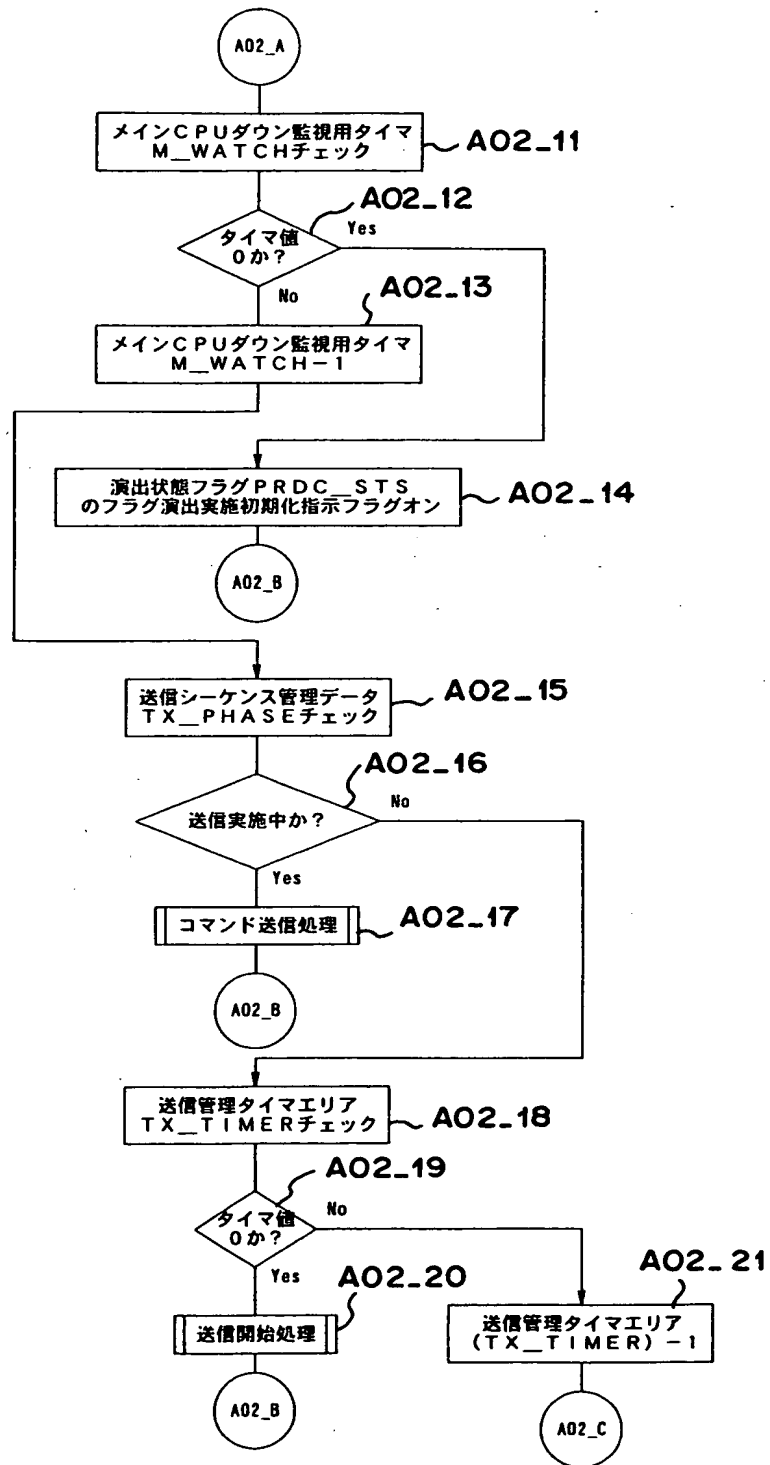 A02_A
メインCPUダウン監視用タイマ
M__WATCHチェック
A02_11
A02_12
タイマ値
0か?
Yes
No
A02_13
メインCPUダウン監視用タイマ
M__WATCH-1
演出状態フラグPRDC__STS
のフラグ演出実施初期化指示フラグオン
A02_14
A02_B
送信シーケンス管理データ
TX__PHASEチェック
A02_15
A02_16
送信実施中か?
No
Yes
コマンド送信処理
A02_17
A02_B
送信管理タイマエリア
TX__TIMERチェック
A02_18
A02_19
タイマ値
0か?
No
Yes
A02_20
送信開始処理
A02_21
送信管理タイマエリア
(TX__TIMER)-1
A02_B
A02_C